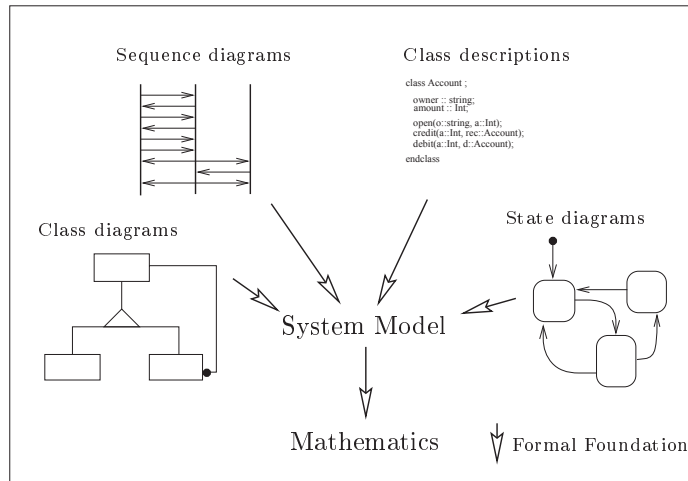 Sequence diagrams
Class descriptions
class Account ;
owner :: string;
amount :: Int;
open(o::string, a::Int);
credit(a::Int, rec::Account);
debit(a::Int, d::Account);
endclass
Class diagrams
State diagrams
System Model
Mathematics
Formal Foundation